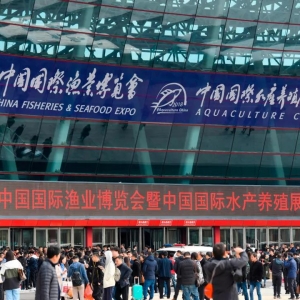 中国国际渔业博览會
CHINA FISHERIES & SEAFOOD EXPO
中国国际水产养殖
AQUACULTURE C
中国国际渔业博览会暨中国国际水产养殖展